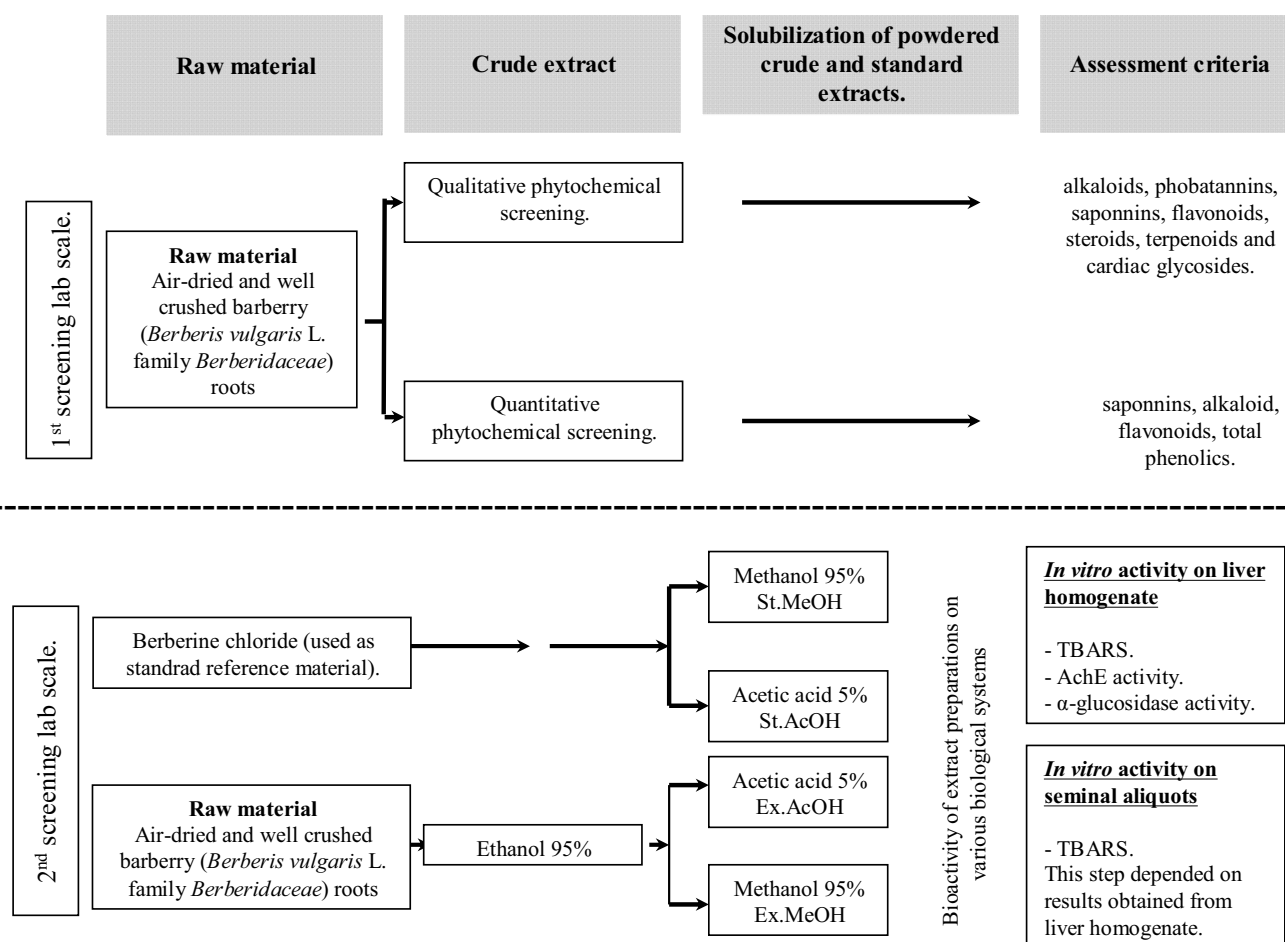 Raw material
Crude extract
Solubilization of powdered
crude and standard
extracts.
Assessment criteria
1st screening lab scale.
Raw material
Air-dried and well
crushed barberry
(Berberis vulgaris L.
family Berberidaceae)
roots
Qualitative phytochemical
screening.
alkaloids, phobatannins,
saponnins, flavonoids,
steroids, terpenoids and
cardiac glycosides.
Quantitative
phytochemical screening.
saponnins, alkaloid,
flavonoids, total
phenolics.
2nd screening lab scale.
Berberine chloride (used as
standrad reference material).
Methanol 95%
St.MeOH
Acetic acid 5%
St.AcOH
Raw material
Air-dried and well crushed
barberry (Berberis vulgaris L.
family Berberidaceae) roots
Ethanol 95%
Acetic acid 5%
Ex.AcOH
Methanol 95%
Ex.MeOH
Bioactivity of extract preparations on
various biological systems
In vitro activity on liver
homogenate
- TBARS.
- AchE activity.
- α-glucosidase activity.
In vitro activity on
seminal aliquots
- TBARS.
This step depended on
results obtained from
liver homogenate.